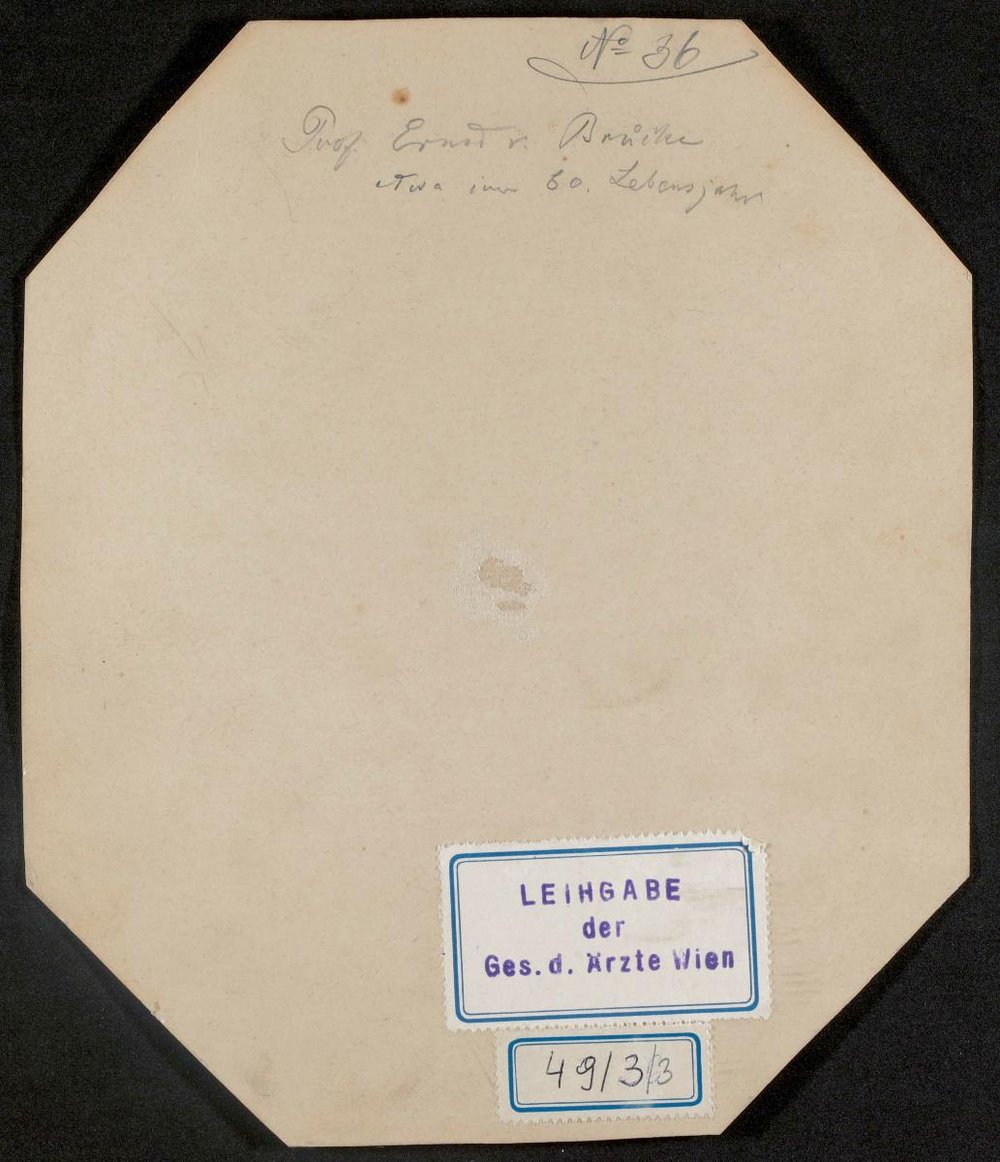 No 36
Prof. Ernst v. Brücke
etwa im 60. Lebensjahr
LEIHGABE
der
Ges. d. Ärzte Wien
49/3/3